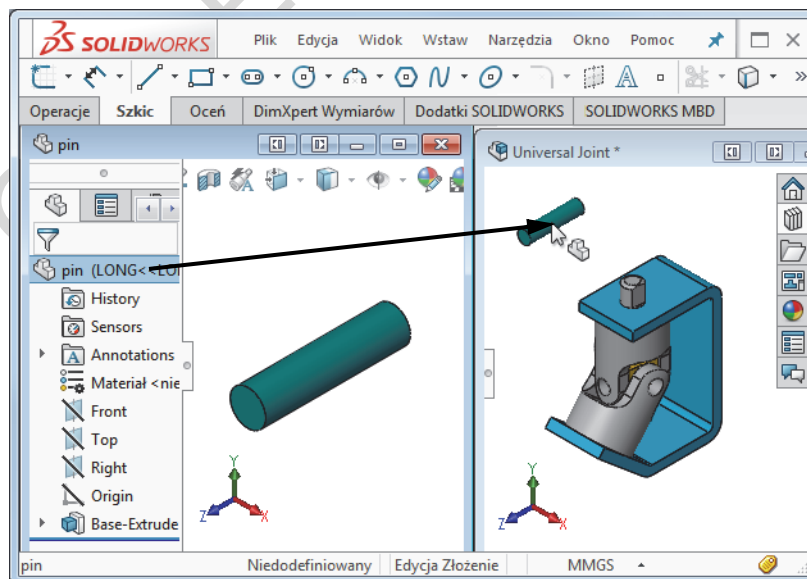 SOLIDWORKS Plik Edycja Widok Wstaw Narzędzia Okno Pomoc
Operacje Szkic Oceń DimXpert Wymiarów Dodatki SOLIDWORKS SOLIDWORKS MBD
pin
Universal Joint *
pin (LONG<
History
Sensors
Annotations
Materiał <nie
Front
Top
Right
Origin
Base-Extrude
Y
Z X
Y
Z X
pin Niedodefiniowany Edycja Złożenie MMGS